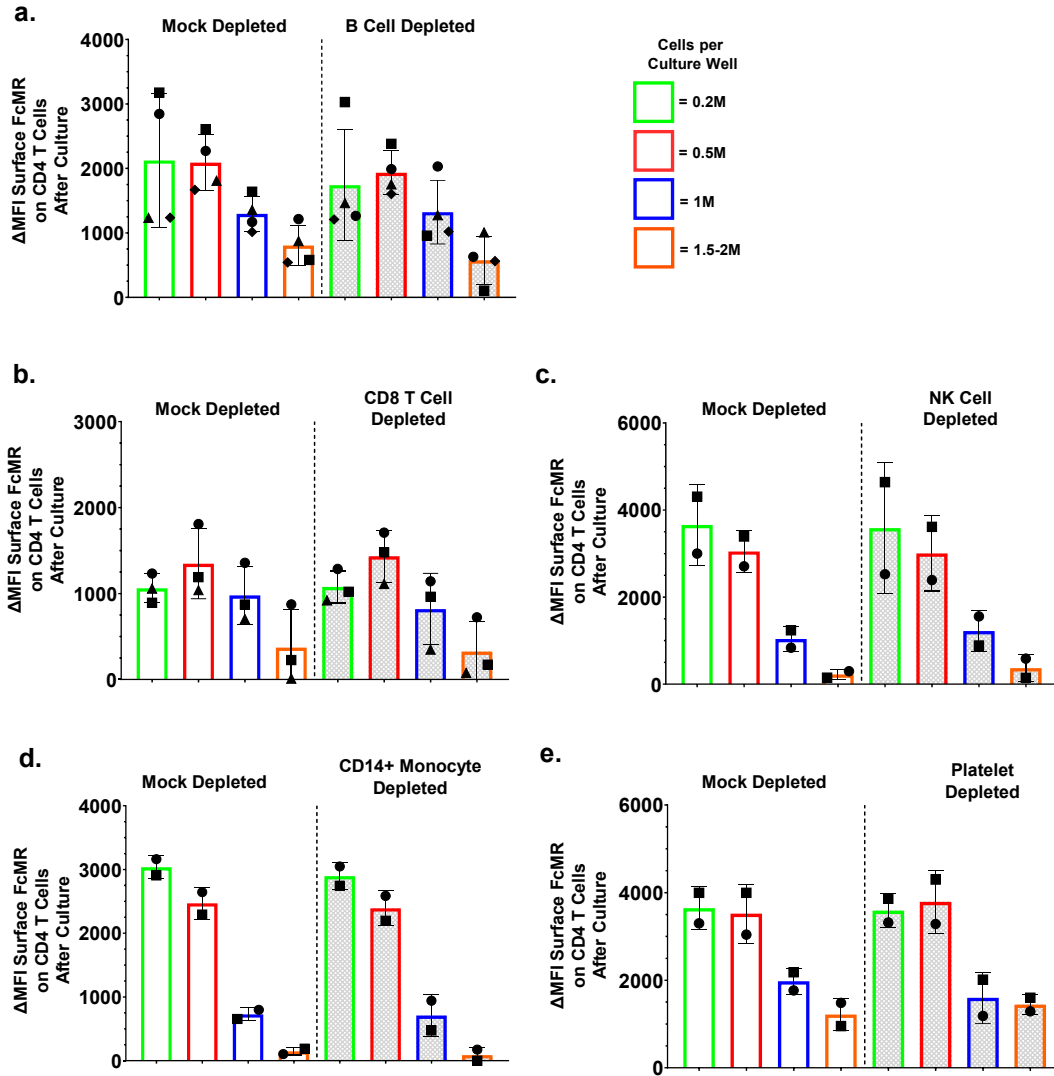 a.
Mock Depleted
B Cell Depleted
ΔMFI Surface FcMR
on CD4 T Cells
After Culture
4000
3000
2000
1000
0
Cells per
Culture Well
= 0.2M
= 0.5M
= 1M
= 1.5-2M
b.
Mock Depleted
CD8 T Cell
Depleted
ΔMFI Surface FcMR
on CD4 T Cells
After Culture
3000
2000
1000
0
c.
Mock Depleted
NK Cell
Depleted
ΔMFI Surface FcMR
on CD4 T Cells
After Culture
6000
4000
2000
0
d.
Mock Depleted
CD14+ Monocyte
Depleted
ΔMFI Surface FcMR
on CD4 T Cells
After Culture
4000
3000
2000
1000
0
e.
Mock Depleted
Platelet
Depleted
ΔMFI Surface FcMR
on CD4 T Cells
After Culture
6000
4000
2000
0